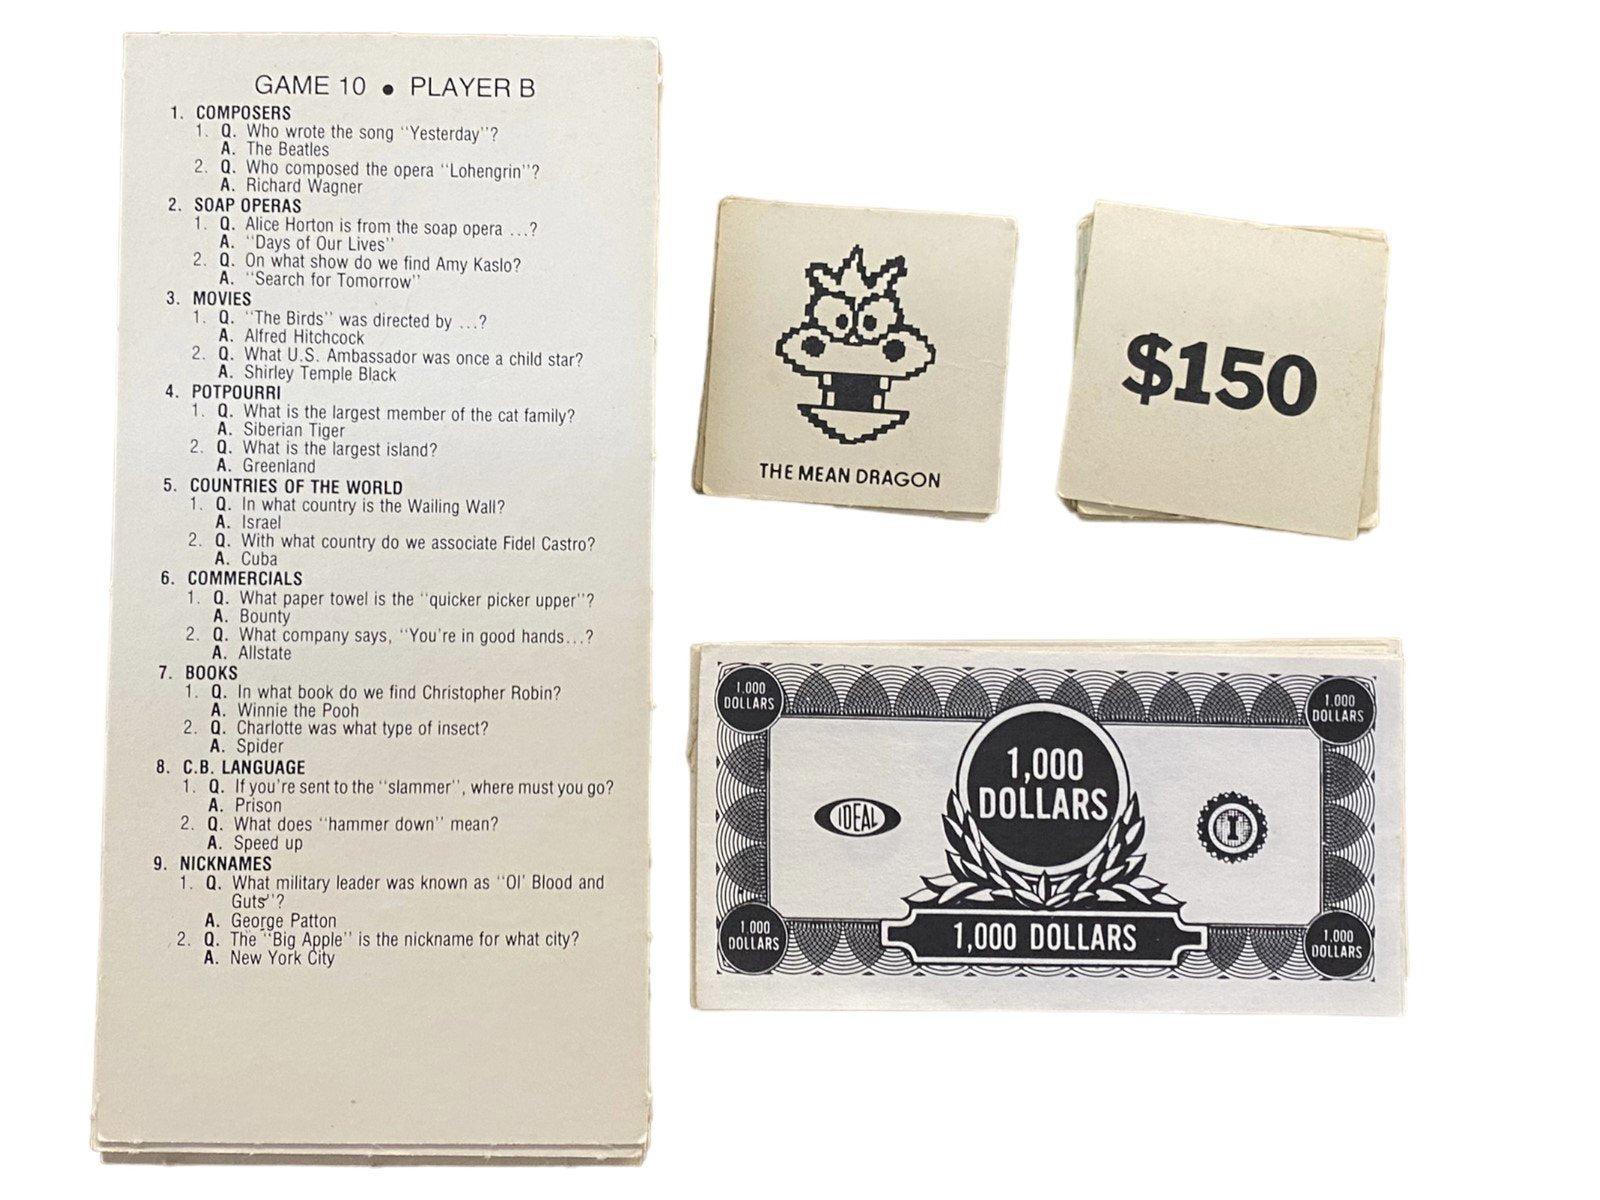 GAME 10 • PLAYER B
1. COMPOSERS
1. Q. Who wrote the song "Yesterday"?
A. The Beatles
2. Q. Who composed the opera "Lohengrin"?
A. Richard Wagner
2. SOAP OPERAS
1. Q. Alice Horton is from the soap opera ...?
A. "Days of Our Lives"
2. Q. On what show do we find Amy Kaslo?
A. "Search for Tomorrow"
3. MOVIES
1. Q. "The Birds" was directed by ...?
A. Alfred Hitchcock
2. Q. What U.S. Ambassador was once a child star?
A. Shirley Temple Black
4. POTPOURRI
1. Q. What is the largest member of the cat family?
A. Siberian Tiger
2. Q. What is the largest island?
A. Greenland
5. COUNTRIES OF THE WORLD
1. Q. In what country is the Wailing Wall?
A. Israel
2. Q. With what country do we associate Fidel Castro?
A. Cuba
6. COMMERCIALS
1. Q. What paper towel is the "quicker picker upper"?
A. Bounty
2. Q. What company says, "You're in good hands...?
A. Allstate
7. BOOKS
1. Q. In what book do we find Christopher Robin?
A. Winnie the Pooh
2. Q. Charlotte was what type of insect?
A. Spider
8. C.B. LANGUAGE
1. Q. If you're sent to the "slammer", where must you go?
A. Prison
2. Q. What does "hammer down" mean?
A. Speed up
9. NICKNAMES
1. Q. What military leader was known as "Ol' Blood and
Guts"?
A. George Patton
2. Q. The "Big Apple" is the nickname for what city?
A. New York City
THE MEAN DRAGON
$150
1,000
DOLLARS
1,000
DOLLARS
1,000
DOLLARS
IDEAL
I
1,000
DOLLARS
1,000 DOLLARS
1,000
DOLLARS